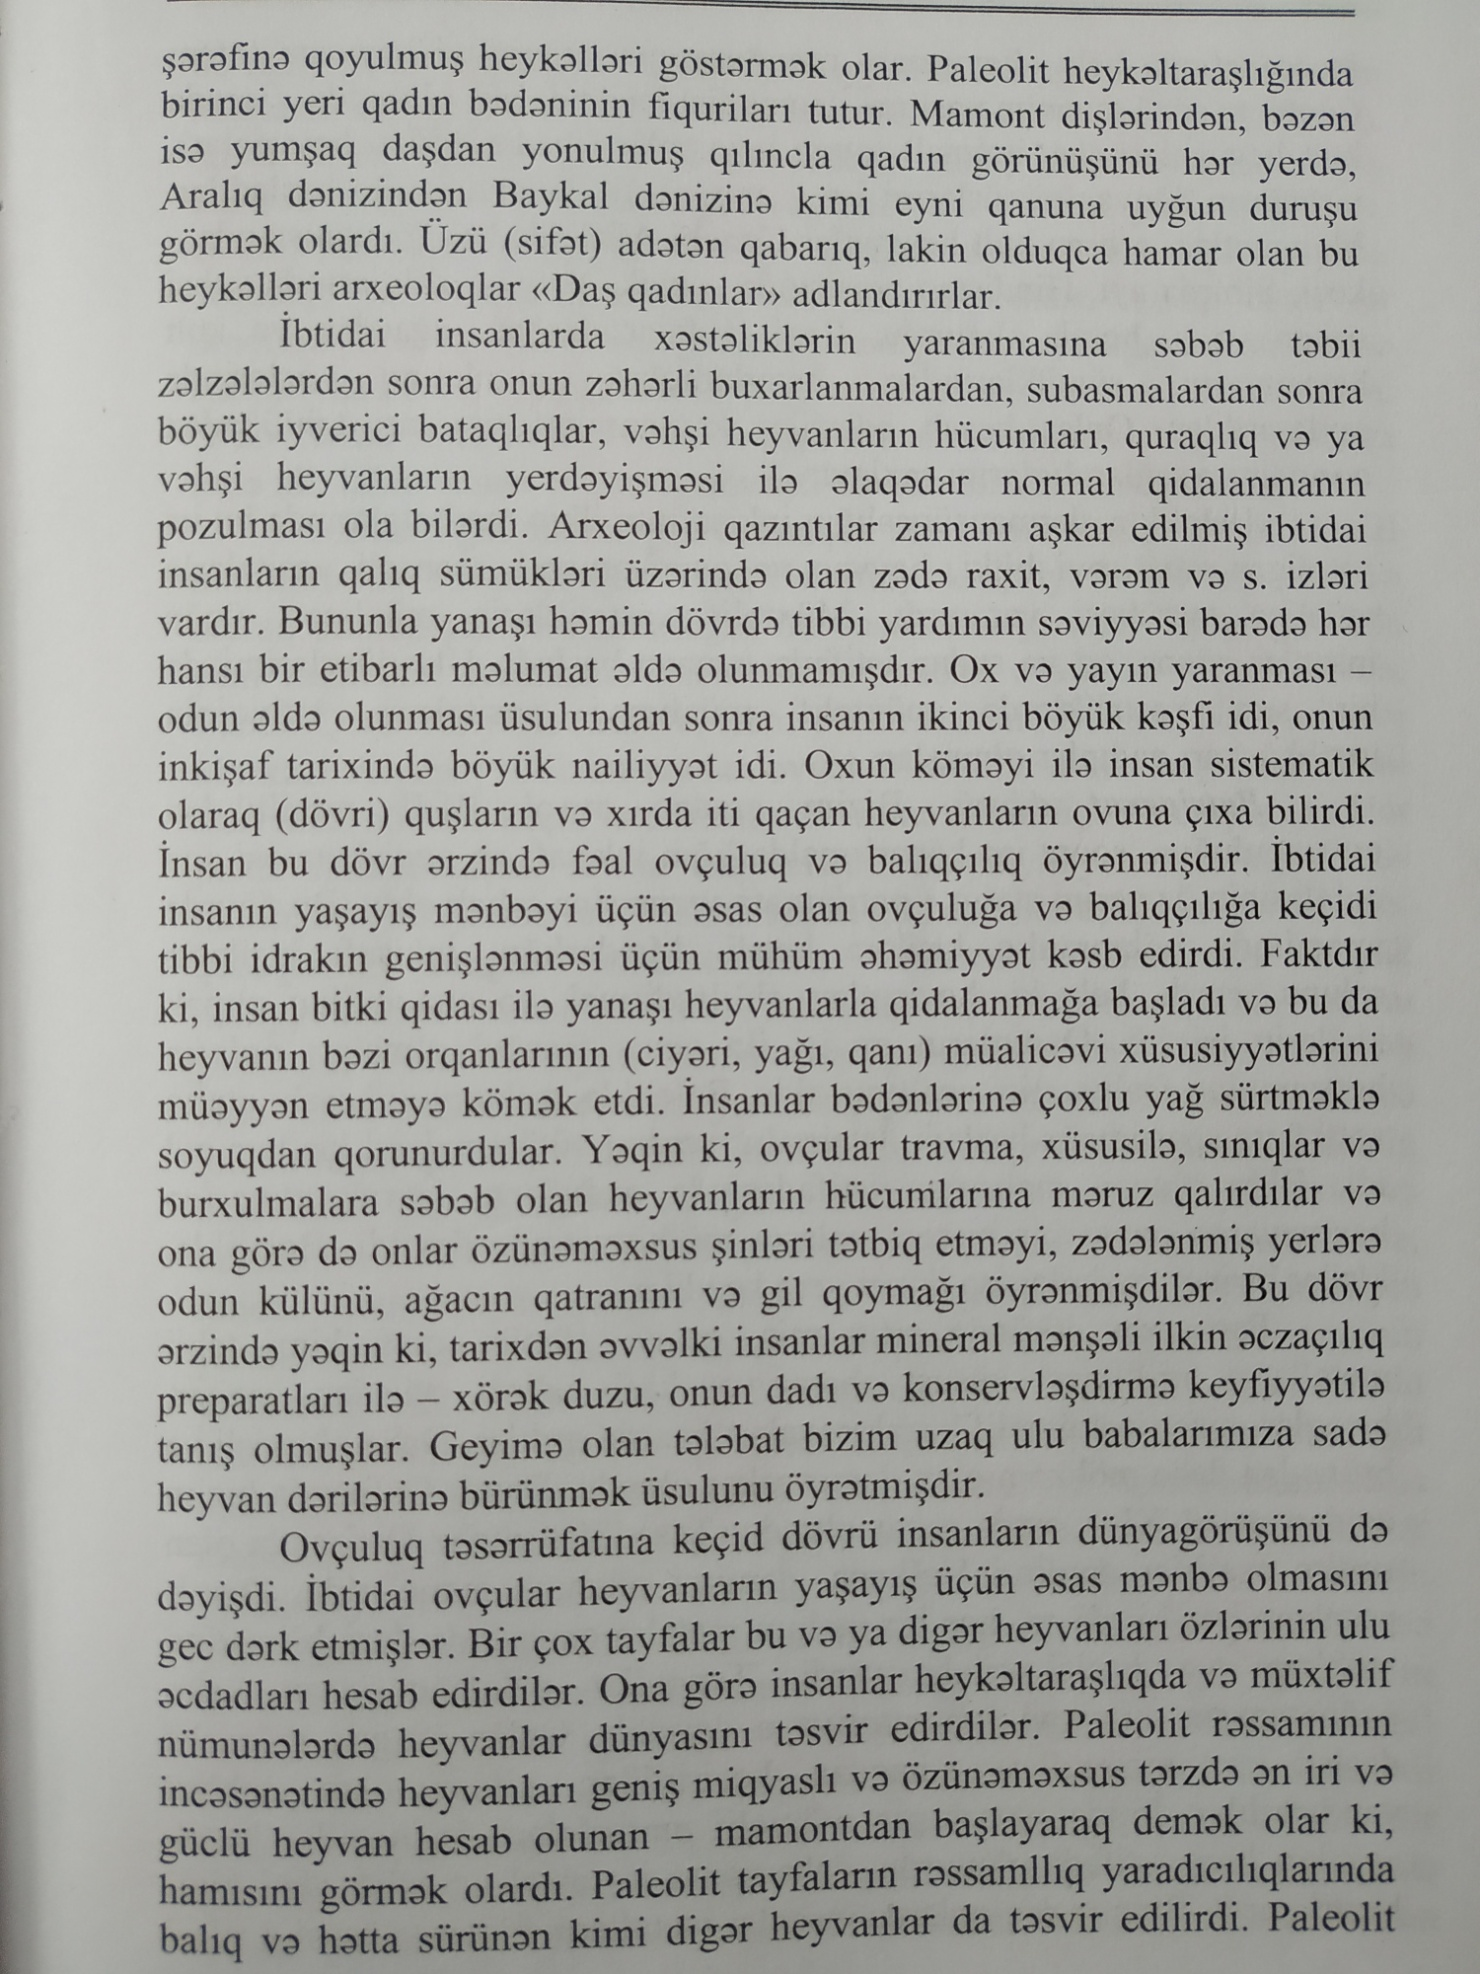 şərəfinə qoyulmuş heykəlləri göstərmək olar. Paleolit heykəltaraşlığında
birinci yeri qadın bədəninin fiqurıları tutur. Mamont dişlərindən, bəzən
isə yumşaq daşdan yonulmuş qılıncla qadın görünüşünü hər yerdə,
Aralıq dənizindən Baykal dənizinə kimi eyni qanuna uyğun duruşu
görmək olardı. Üzü (sifət) adətən qabarıq, lakin olduqca hamar olan bu
heykəlləri arxeoloqlar «Daş qadınlar» adlandırırlar.
İbtidai insanlarda xəstəliklərin yaranmasına səbəb təbii
zəlzələlərdən sonra onun zəhərli buxarlanmalardan, subasmalardan sonra
böyük iyverici bataqlıqlar, vəhşi heyvanların hücumları, quraqlıq və ya
vəhşi heyvanların yerdəyişməsi ilə əlaqədar normal qidalanmanın
pozulması ola bilərdi. Arxeoloji qazıntılar zamanı aşkar edilmiş ibtidai
insanların qalıq sümükləri üzərində olan zədə raxit, vərəm və s. izləri
vardır. Bununla yanaşı həmin dövrdə tibbi yardımın səviyyəsi barədə hər
hansı bir etibarlı məlumat əldə olunmamışdır. Ox və yayın yaranması –
odun əldə olunması üsulundan sonra insanın ikinci böyük kəşfi idi, onun
inkişaf tarixində böyük nailiyyət idi. Oxun köməyi ilə insan sistematik
olaraq (dövri) quşların və xırda iti qaçan heyvanların ovuna çıxa bilirdi.
İnsan bu dövr ərzində fəal ovçuluq və balıqçılıq öyrənmişdir. İbtidai
insanın yaşayış mənbəyi üçün əsas olan ovçuluğa və balıqçılığa keçidi
tibbi idrakın genişlənməsi üçün mühüm əhəmiyyət kəsb edirdi. Faktdır
ki, insan bitki qidası ilə yanaşı heyvanlarla qidalanmağa başladı və bu da
heyvanın bəzi orqanlarının (ciyəri, yağı, qanı) müalicəvi xüsusiyyətlərini
müəyyən etməyə kömək etdi. İnsanlar bədənlərinə çoxlu yağ sürtməklə
soyuqdan qorunurdular. Yəqin ki, ovçular travma, xüsusilə, sınıqlar və
burxulmalara səbəb olan heyvanların hücumlarına məruz qalırdılar və
ona görə də onlar özünəməxsus şinləri tətbiq etməyi, zədələnmiş yerlərə
odun külünü, ağacın qatranını və gil qoymağı öyrənmişdilər. Bu dövr
ərzində yəqin ki, tarixdən əvvəlki insanlar mineral mənşəli ilkin əczaçılıq
preparatları ilə – xörək duzu, onun dadı və konservləşdirmə keyfiyyətilə
tanış olmuşlar. Geyimə olan tələbat bizim uzaq ulu babalarımıza sadə
heyvan dərilərinə bürünmək üsulunu öyrətmişdir.
Ovçuluq təsərrüfatına keçid dövrü insanların dünyagörüşünü də
dəyişdi. İbtidai ovçular heyvanların yaşayış üçün əsas mənbə olmasını
gec dərk etmişlər. Bir çox tayfalar bu və ya digər heyvanları özlərinin ulu
əcdadları hesab edirdilər. Ona görə insanlar heykəltaraşlıqda və müxtəlif
nümunələrdə heyvanlar dünyasını təsvir edirdilər. Paleolit rəssamının
incəsənətində heyvanları geniş miqyaslı və özünəməxsus tərzdə ən iri və
güclü heyvan hesab olunan – mamontdan başlayaraq demək olar ki,
hamısını görmək olardı. Paleolit tayfaların rəssamllıq yaradıcılıqlarında
balıq və hətta sürünən kimi digər heyvanlar da təsvir edilirdi. Paleolit